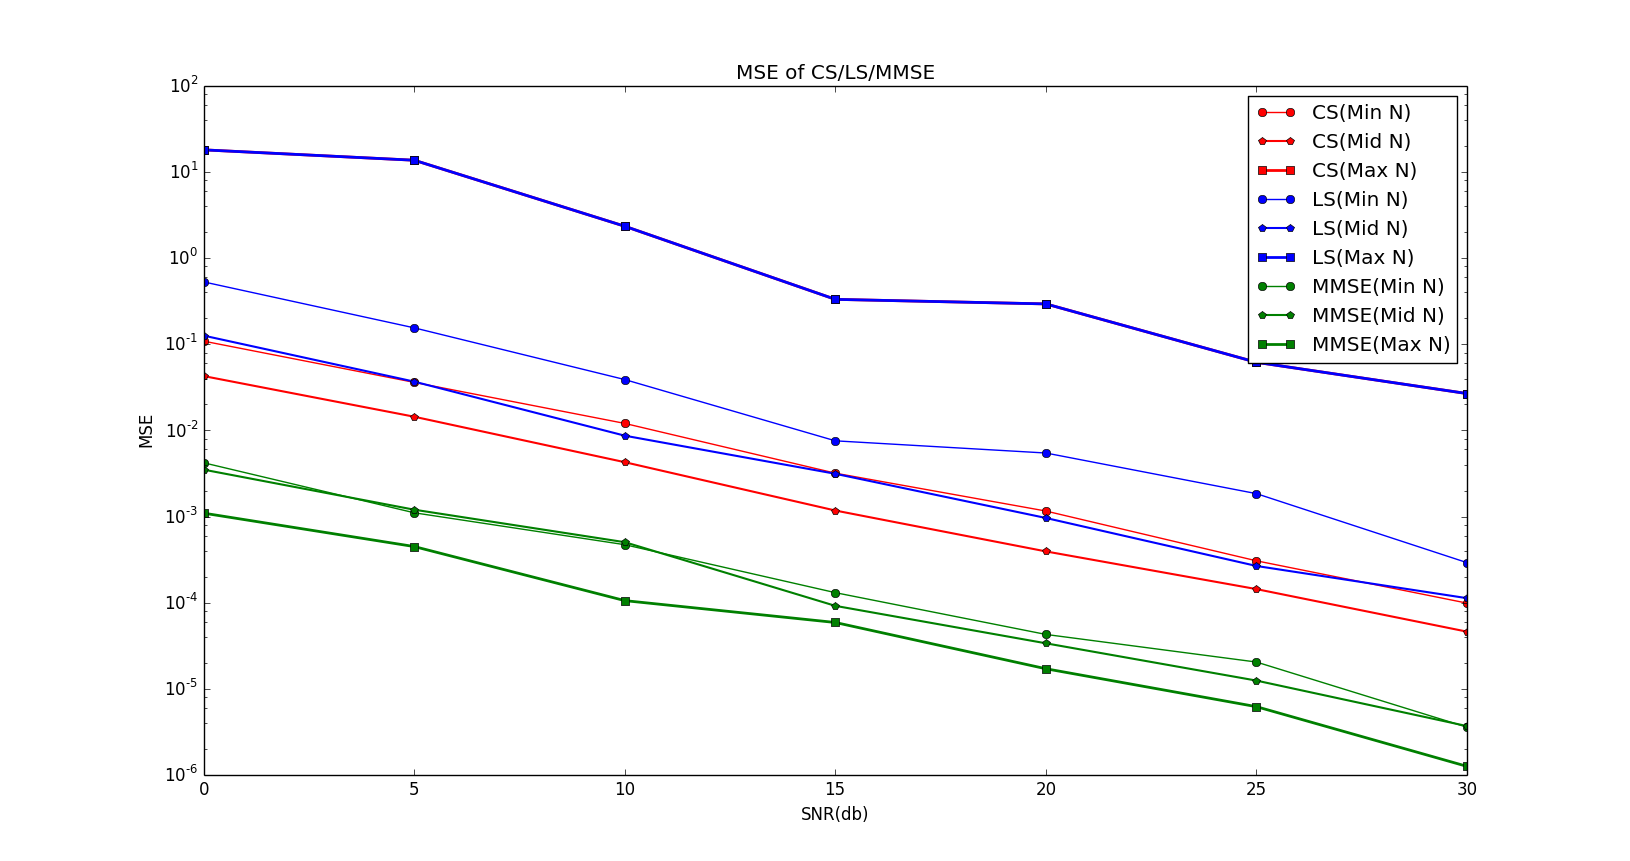 MSE of CS/LS/MMSE
10^2
10^1
10^0
10^-1
10^-2
10^-3
10^-4
10^-5
10^-6
MSE
0 5 10 15 20 25 30
SNR(db)
CS(Min N)
CS(Mid N)
CS(Max N)
LS(Min N)
LS(Mid N)
LS(Max N)
MMSE(Min N)
MMSE(Mid N)
MMSE(Max N)